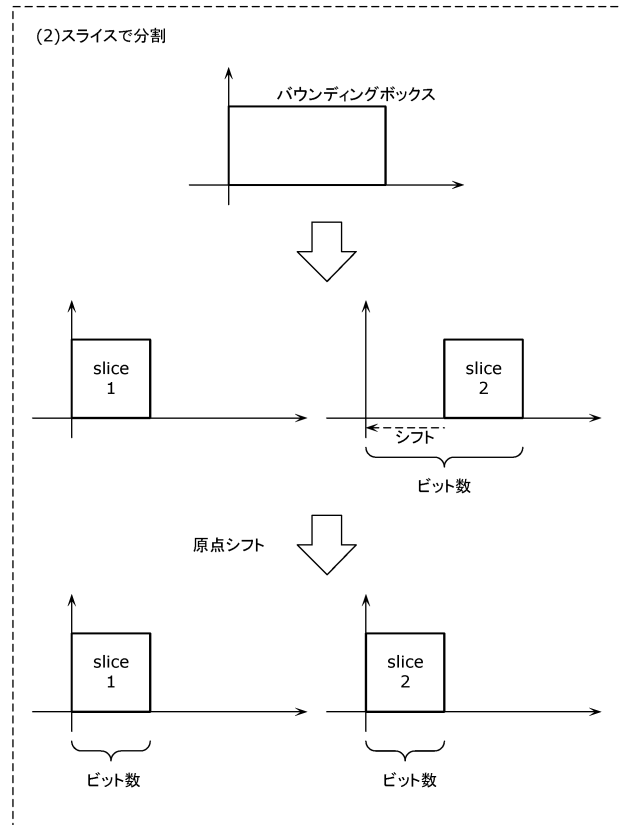 (2)スライスで分割
バウンディングボックス
slice
1
slice
2
シフト
ビット数
原点シフト
slice
1
slice
2
ビット数
ビット数